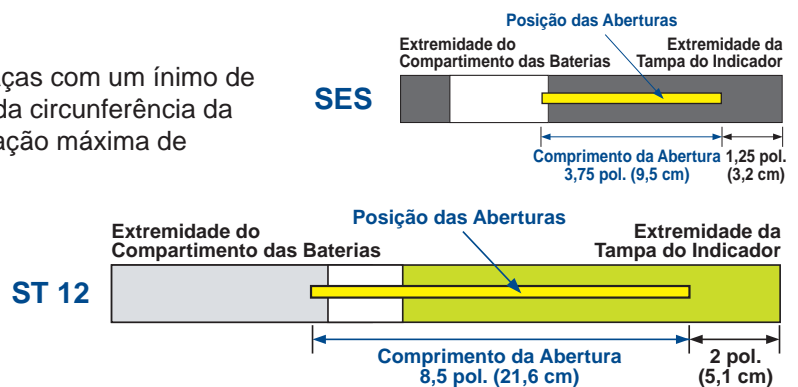 aças com um ínimo de
da circunferência da
ação máxima de
SES
Posição das Aberturas
Extremidade do
Compartimento das Baterias
Extremidade da
Tampa do Indicador
Comprimento da Abertura
3,75 pol. (9,5 cm)
1,25 pol.
(3,2 cm)
ST 12
Posição das Aberturas
Extremidade do
Compartimento das Baterias
Extremidade da
Tampa do Indicador
Comprimento da Abertura
8,5 pol. (21,6 cm)
2 pol.
(5,1 cm)